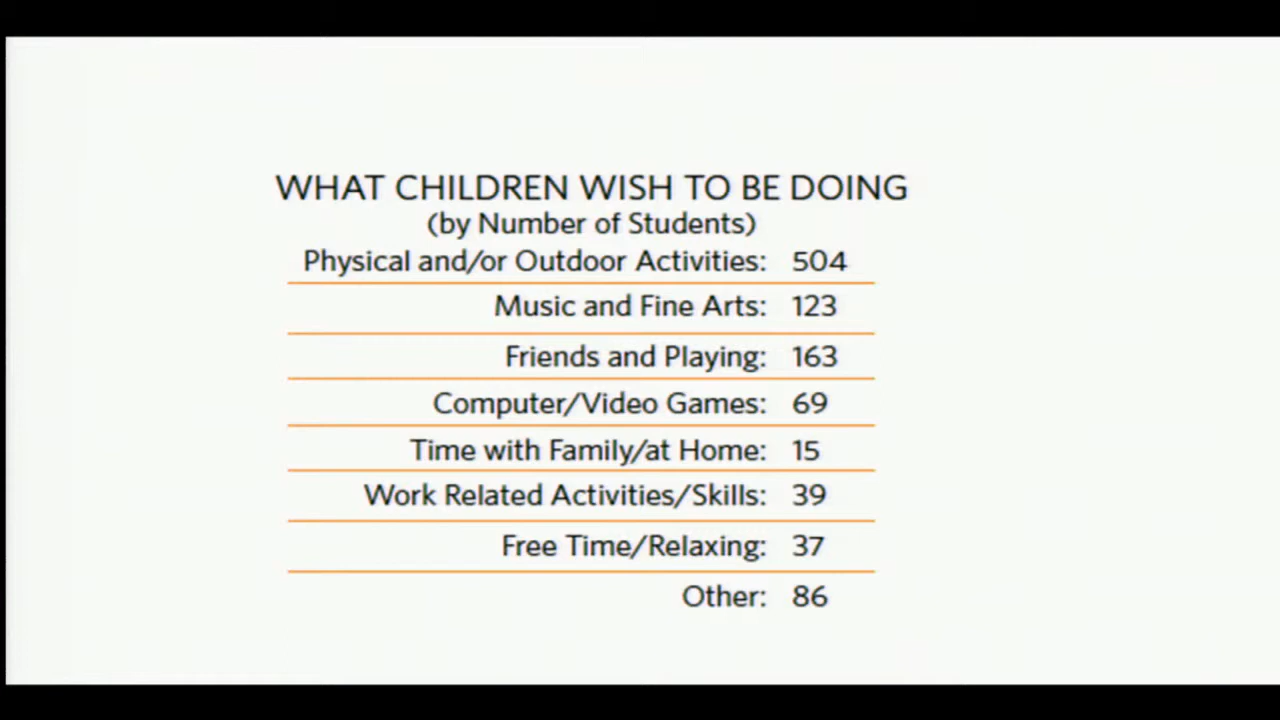 WHAT CHILDREN WISH TO BE DOING
(by Number of Students)
Physical and/or Outdoor Activities: 504
Music and Fine Arts: 123
Friends and Playing: 163
Computer/Video Games: 69
Time with Family/at Home: 15
Work Related Activities/Skills: 39
Free Time/Relaxing: 37
Other: 86